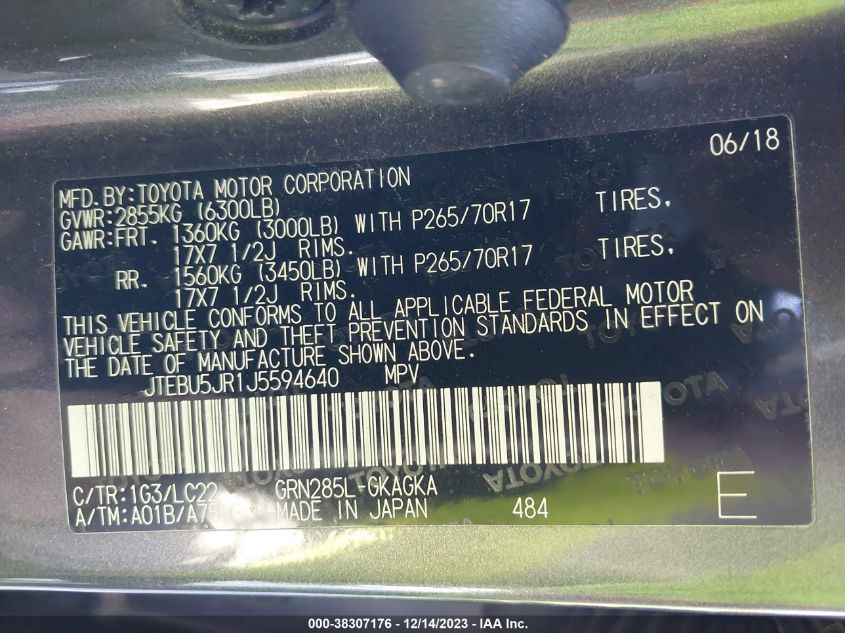 06/18
MFD.BY:TOYOTA MOTOR CORPORATION
GVWR:2855KG (6300LB)
GAWR:FRT. 1360KG (3000LB) WITH P265/70R17 TIRES,
17X7 1/2J RIMS.
RR. 1560KG (3450LB) WITH P265/70R17 TIRES,
17X7 1/2J RIMS.
THIS VEHICLE CONFORMS TO ALL APPLICABLE FEDERAL MOTOR
VEHICLE SAFETY AND THEFT PREVENTION STANDARDS IN EFFECT ON
THE DATE OF MANUFACTURE SHOWN ABOVE.
JTEBU5JR1J5594640 MPV
C/TR:1G3/LC22 GRN285L-GKAGKA
A/TM:A01B/ MADE IN JAPAN 484 E
000-38307176 - 12/14/2023 - IAA Inc.